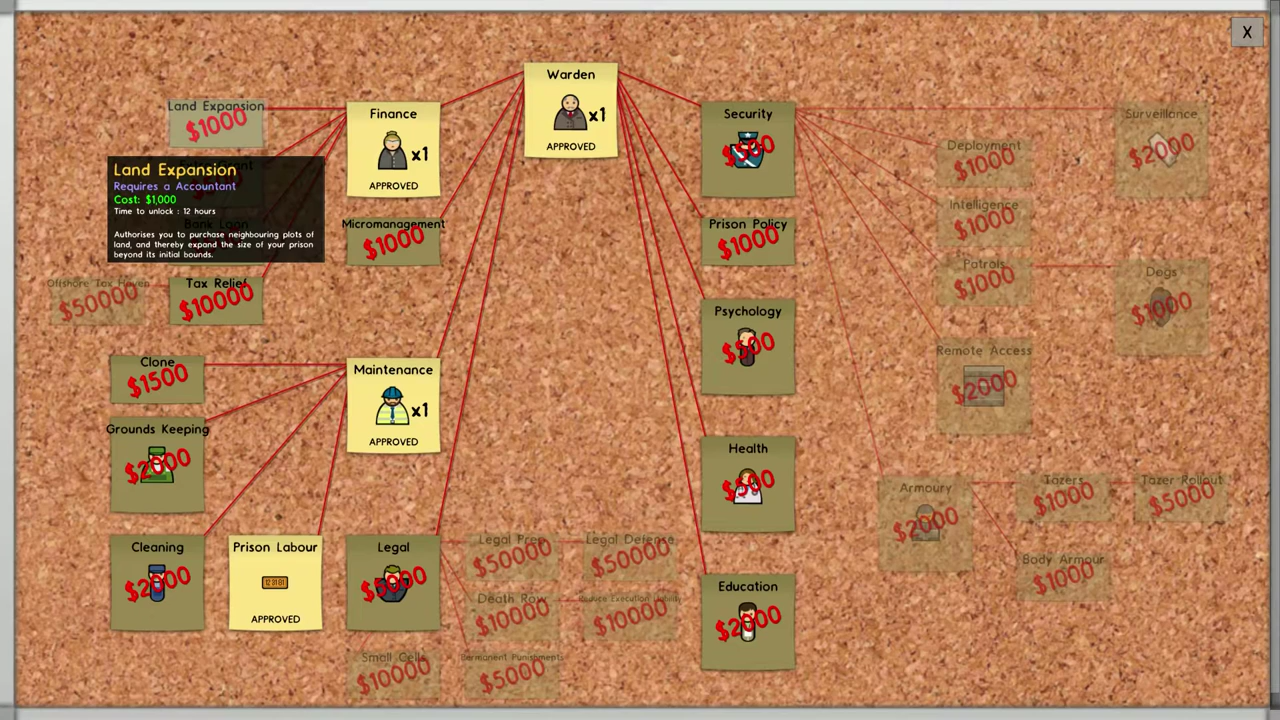 X
Warden
x1
APPROVED
Land Expansion
$1000
Finance
x1
APPROVED
Security
$500
Surveillance
$2000
Deployment
$1000
Land Expansion
Requires a Accountant
Cost: $1,000
Time to unlock : 12 hours
Authorises you to purchase neighbouring plots of
land, and thereby expand the size of your prison
beyond its initial bounds.
Bank Loan
Micromanagement
$1000
Prison Policy
$1000
Intelligence
$1000
Patrols
$1000
Dogs
$1000
Offshore Tax Haven
$50000
Tax Relief
$10000
Psychology
$500
Remote Access
$2000
Clone
$1500
Maintenance
x1
APPROVED
Grounds Keeping
$2000
Health
$500
Armoury
$2000
Tazers
$1000
Tazer Rollout
$5000
Body Armour
$1000
Cleaning
$2000
Prison Labour
APPROVED
Legal
$5000
Legal Prep
$50000
Legal Defense
$50000
Death Row
$10000
Reduce Execution Liability
$10000
Education
$2000
Small Cells
$10000
Permanent Punishments
$5000